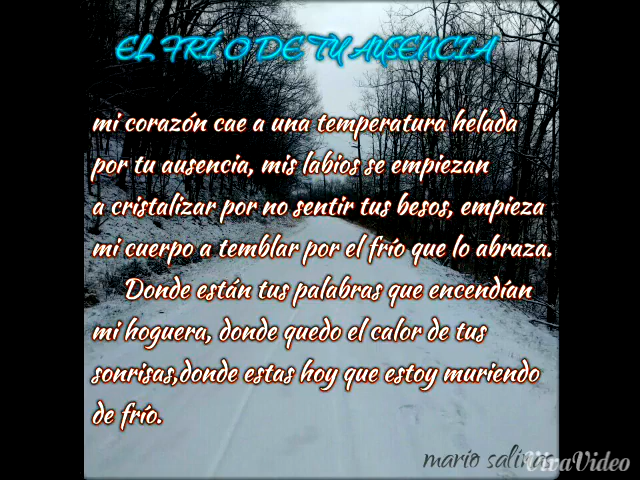 EL FRÍO DE TU AUSENCIA
mi corazón cae a una temperatura helada
por tu ausencia, mis labios se empiezan
a cristalizar por no sentir tus besos, empieza
mi cuerpo a temblar por el frío que lo abraza.
Donde están tus palabras que encendían
mi hoguera, donde quedo el calor de tus
sonrisas,donde estas hoy que estoy muriendo
de frío.
mario salinas
VivaVideo